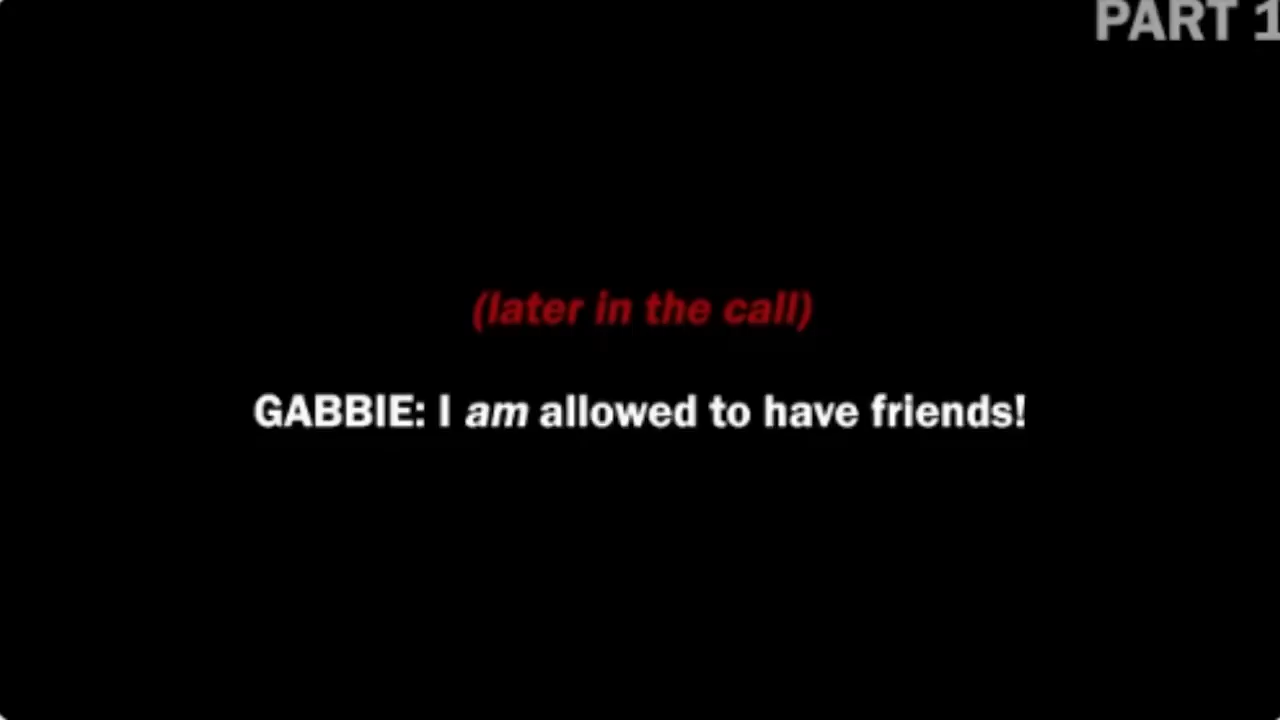 PART 1
(later in the call)
GABBIE: I am allowed to have friends!